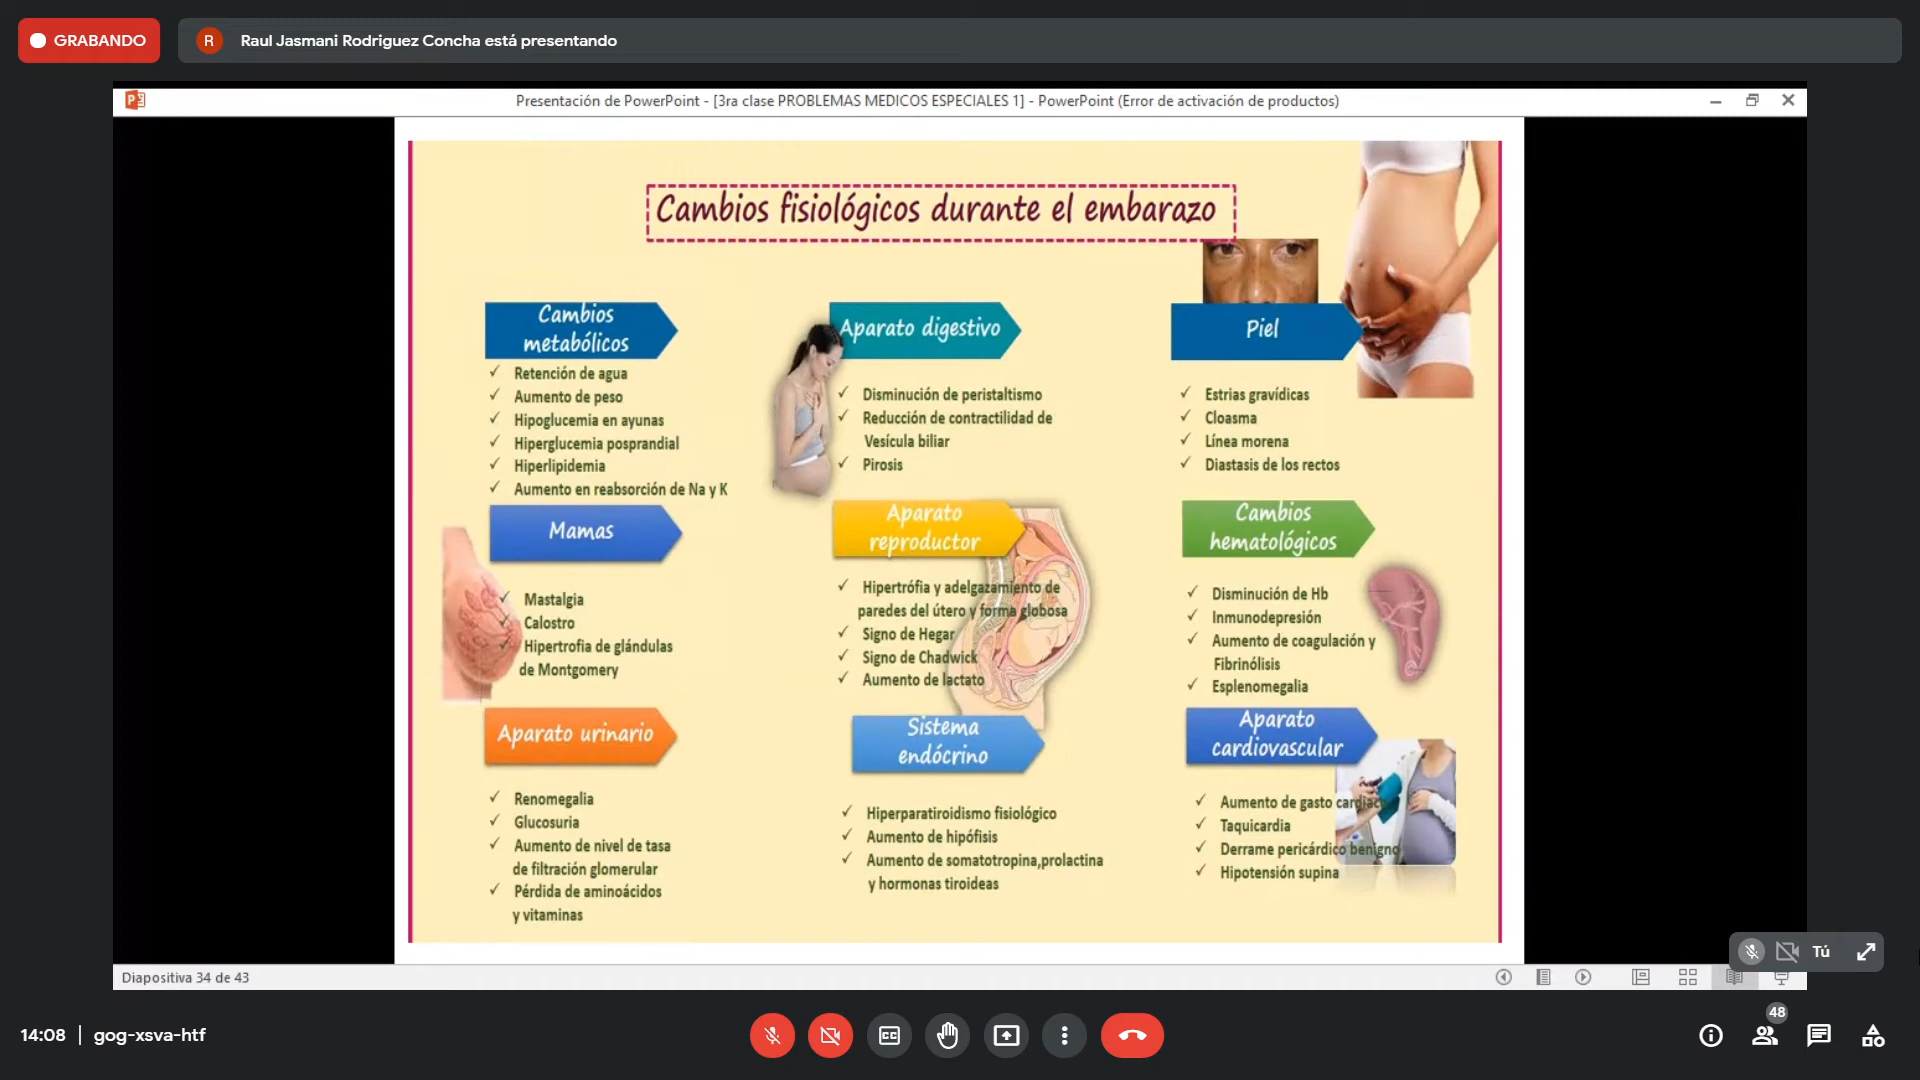 GRABANDO
R
Raul Jasmani Rodriguez Concha está presentando
Presentación de PowerPoint - [3ra clase PROBLEMAS MEDICOS ESPECIALES 1] - PowerPoint (Error de activación de productos)
Cambios fisiológicos durante el embarazo
Cambios
metabólicos
✓ Retención de agua
✓ Aumento de peso
✓ Hipoglucemia en ayunas
✓ Hiperglucemia posprandial
✓ Hiperlipidemia
✓ Aumento en reabsorción de Na y K
Aparato digestivo
✓ Disminución de peristaltismo
✓ Reducción de contractilidad de
Vesícula biliar
✓ Pirosis
Piel
✓ Estrias gravídicas
✓ Cloasma
✓ Línea morena
✓ Diastasis de los rectos
Mamas
✓ Mastalgia
✓ Calostro
✓ Hipertrofia de glándulas
de Montgomery
Aparato
reproductor
✓ Hipertrófia y adelgazamiento de
paredes del útero y forma globosa
✓ Signo de Hegar
✓ Signo de Chadwick
✓ Aumento de lactato
Cambios
hematológicos
✓ Disminución de Hb
✓ Inmunodepresión
✓ Aumento de coagulación y
Fibrinólisis
✓ Esplenomegalia
Aparato urinario
✓ Renomegalia
✓ Glucosuria
✓ Aumento de nivel de tasa
de filtración glomerular
✓ Pérdida de aminoácidos
y vitaminas
Sistema
endócrino
✓ Hiperparatiroidismo fisiológico
✓ Aumento de hipófisis
✓ Aumento de somatotropina,prolactina
y hormonas tiroideas
Aparato
cardiovascular
✓ Aumento de gasto cardiaco
✓ Taquicardia
✓ Derrame pericárdico benigno
✓ Hipotensión supina
Tú
Diapositiva 34 de 43
14:08 | gog-xsva-htf
48